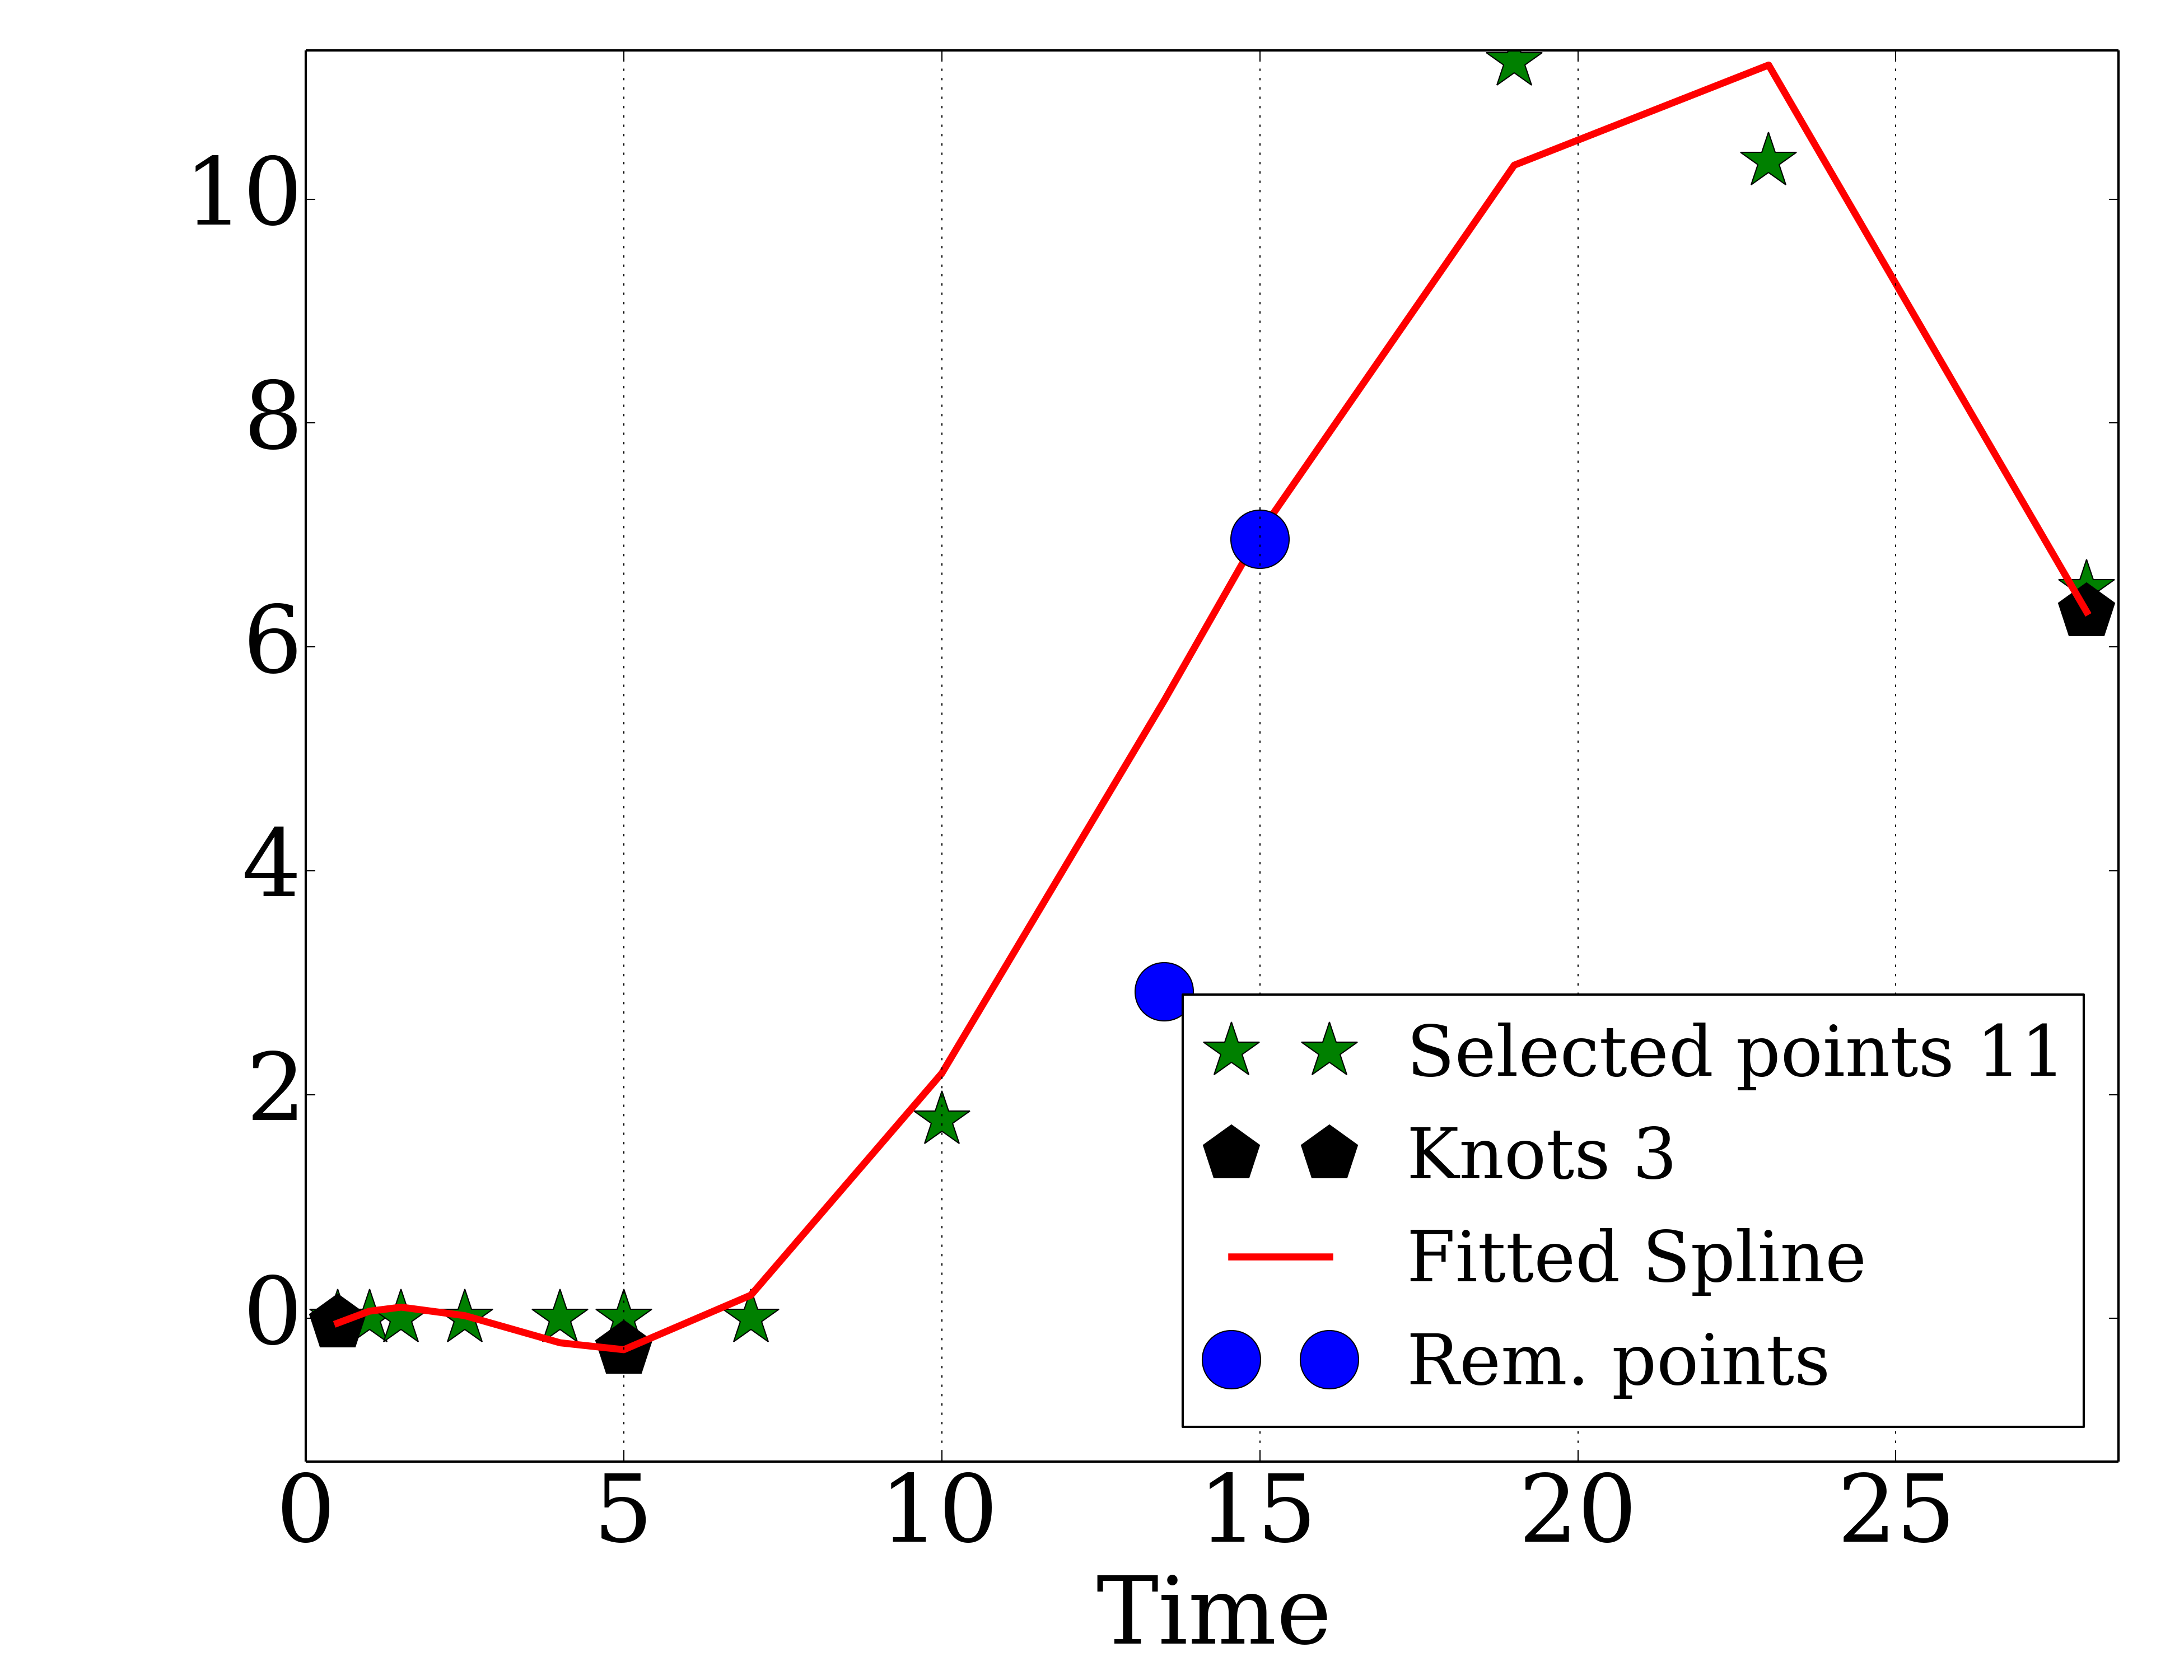 10
8
6
4
2
0
Selected points 11
Knots 3
Fitted Spline
Rem. points
0 5 10 15 20 25
Time